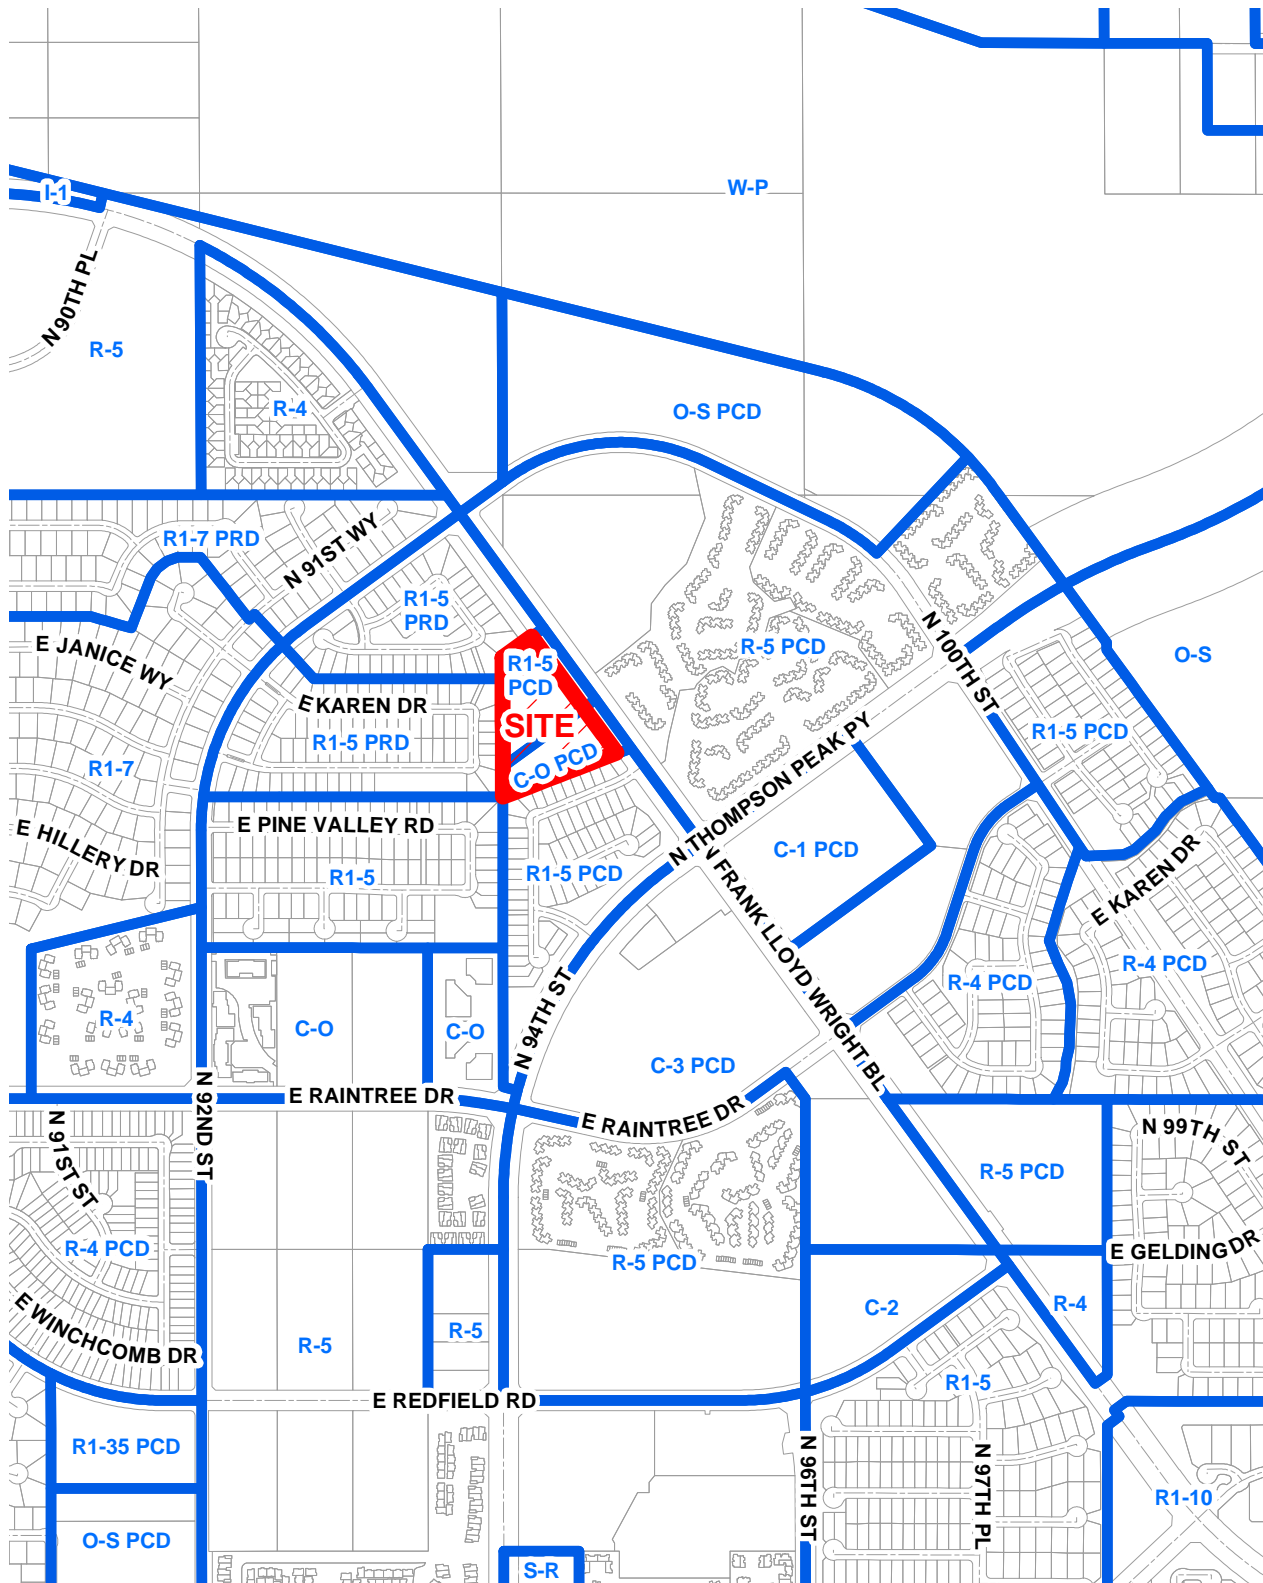 W-P
I-1
N 90TH PL
R-5
R-4
O-S PCD
R1-7 PRD
N 91ST WY
R1-5
PRD
E JANICE WY
R1-5
PCD
R-5 PCD
N 100TH ST
O-S
E KAREN DR
SITE
R1-5 PRD
R1-5 PCD
R1-7
C-O PCD
N THOMPSON PEAK PY
E HILLERY DR
E PINE VALLEY RD
R1-5
R1-5 PCD
C-1 PCD
E KAREN DR
N FRANK LLOYD WRIGHT BL
R-4 PCD
R-4 PCD
R-4
C-O
C-O
N 94TH ST
C-3 PCD
N 92ND ST
E RAINTREE DR
E RAINTREE DR
N 91ST ST
N 99TH ST
R-5 PCD
R-4 PCD
R-5 PCD
E GELDING DR
E WINCHCOMB DR
R-5
R-5
C-2
R-4
E REDFIELD RD
R1-5
R1-35 PCD
N 96TH ST
N 97TH PL
R1-10
O-S PCD
S-R